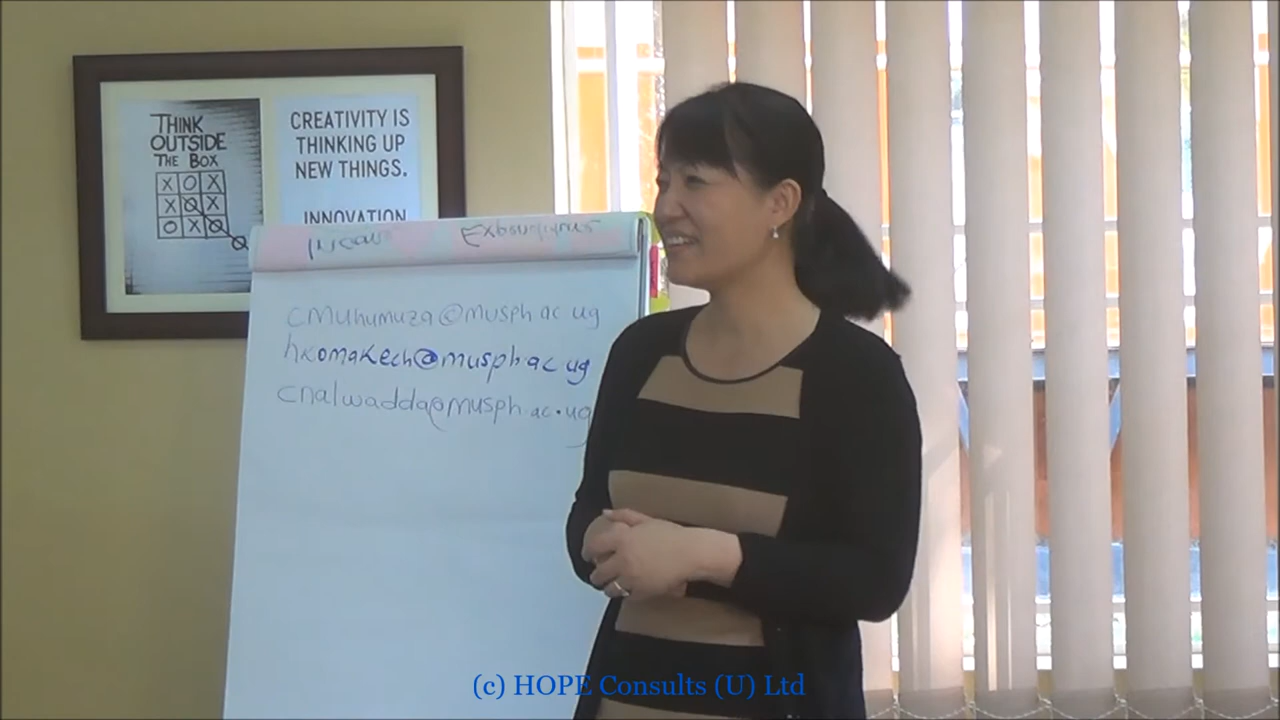 THINK
OUTSIDE
THE BOX
X O X
X O X
O X O
O
CREATIVITY IS
THINKING UP
NEW THINGS.
INNOVATION
cmuhumuza@musph.ac.ug
hkomakech@musph.ac.ug
cnalwadda@musph.ac.ug
(c) HOPE Consults (U) Ltd